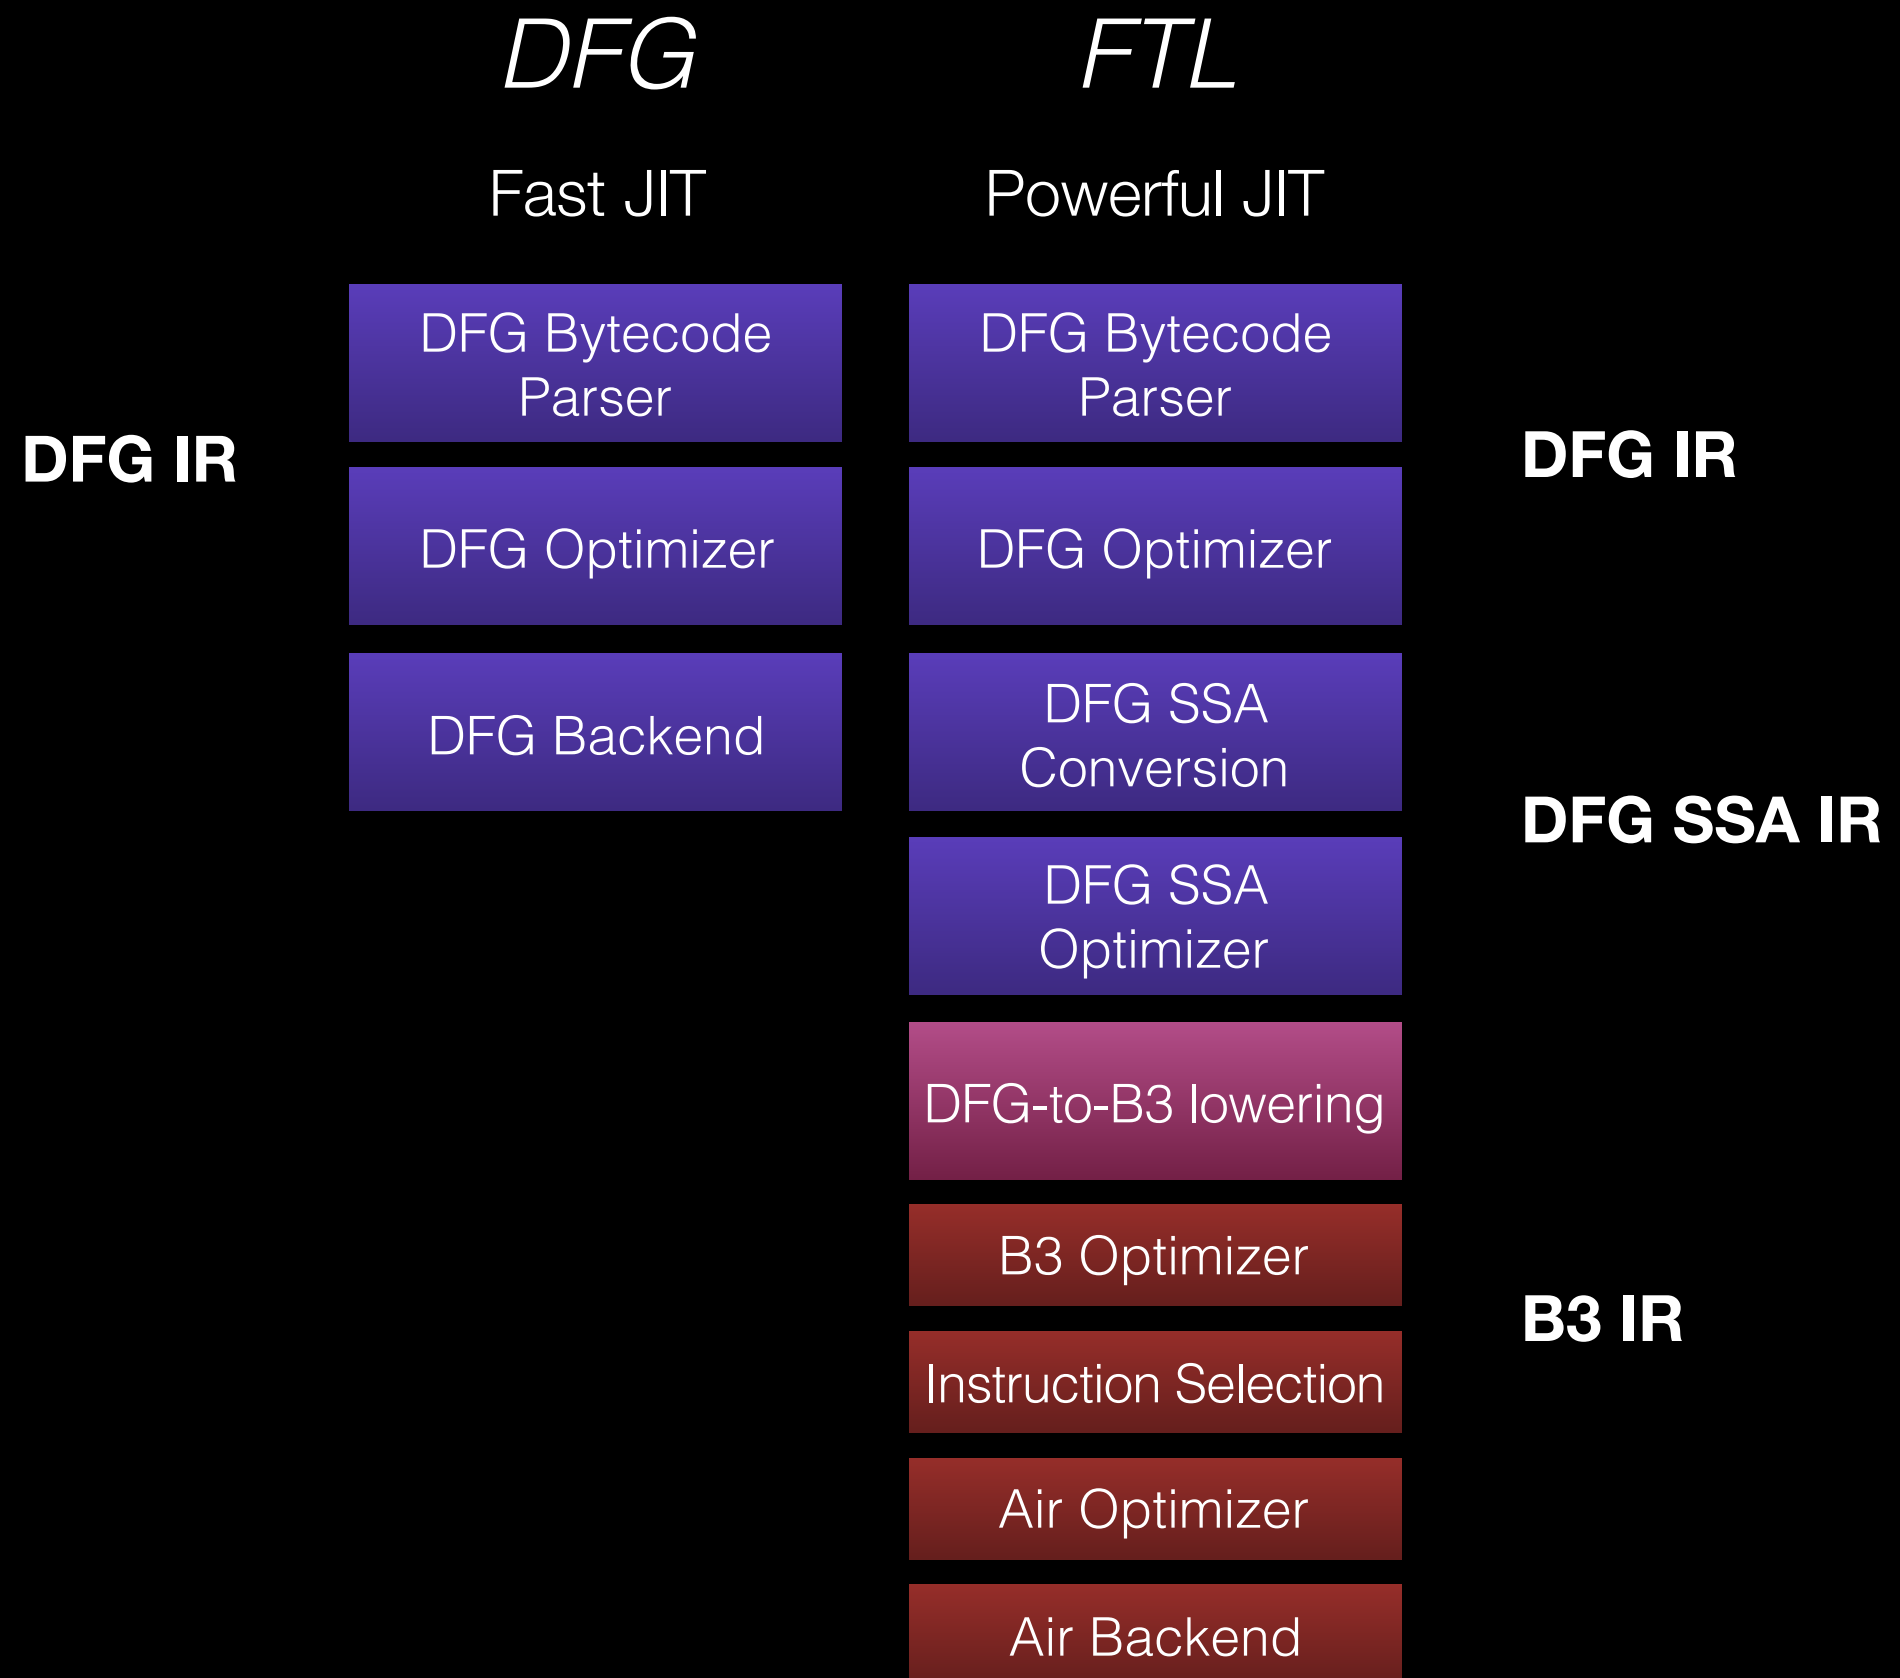 DFG
FTL
Fast JIT
Powerful JIT
DFG Bytecode
Parser
DFG Bytecode
Parser
DFG IR
DFG IR
DFG Optimizer
DFG Optimizer
DFG Backend
DFG SSA
Conversion
DFG SSA IR
DFG SSA
Optimizer
DFG-to-B3 lowering
B3 Optimizer
B3 IR
Instruction Selection
Air Optimizer
Air Backend